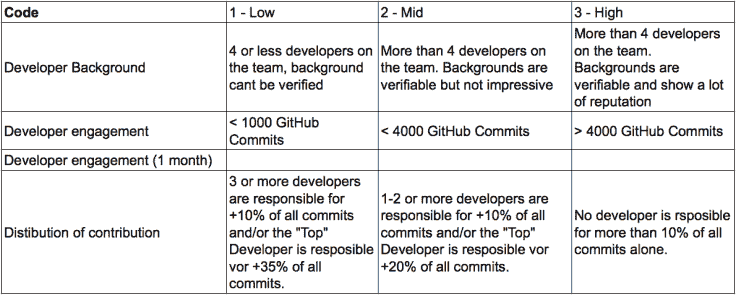 Code 1 - Low 2 - Mid 3 - High
Developer Background
4 or less developers on
the team, background
cant be verified
More than 4 developers on
the team. Backgrounds are
verifiable but not impressive
More than 4 developers
on the team.
Backgrounds are
verifiable and show a lot
of reputation
Developer engagement
< 1000 GitHub
Commits
< 4000 GitHub Commits
> 4000 GitHub Commits
Developer engagement (1 month)
Distibution of contribution
3 or more developers
are responsible for
+10% of all commits
and/or the "Top"
Developer is resposible
vor +35% of all
commits.
1-2 or more developers are
responsible for +10% of all
commits and/or the "Top"
Developer is resposible vor
+20% of all commits.
No developer is rsposible
for more than 10% of all
commits alone.